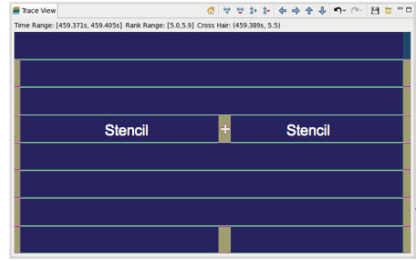 Trace View
Time Range: [459.371s, 459.405s] Rank Range: [5.0,5.9] Cross Hair: (459.389s, 5.5)
Stencil Stencil